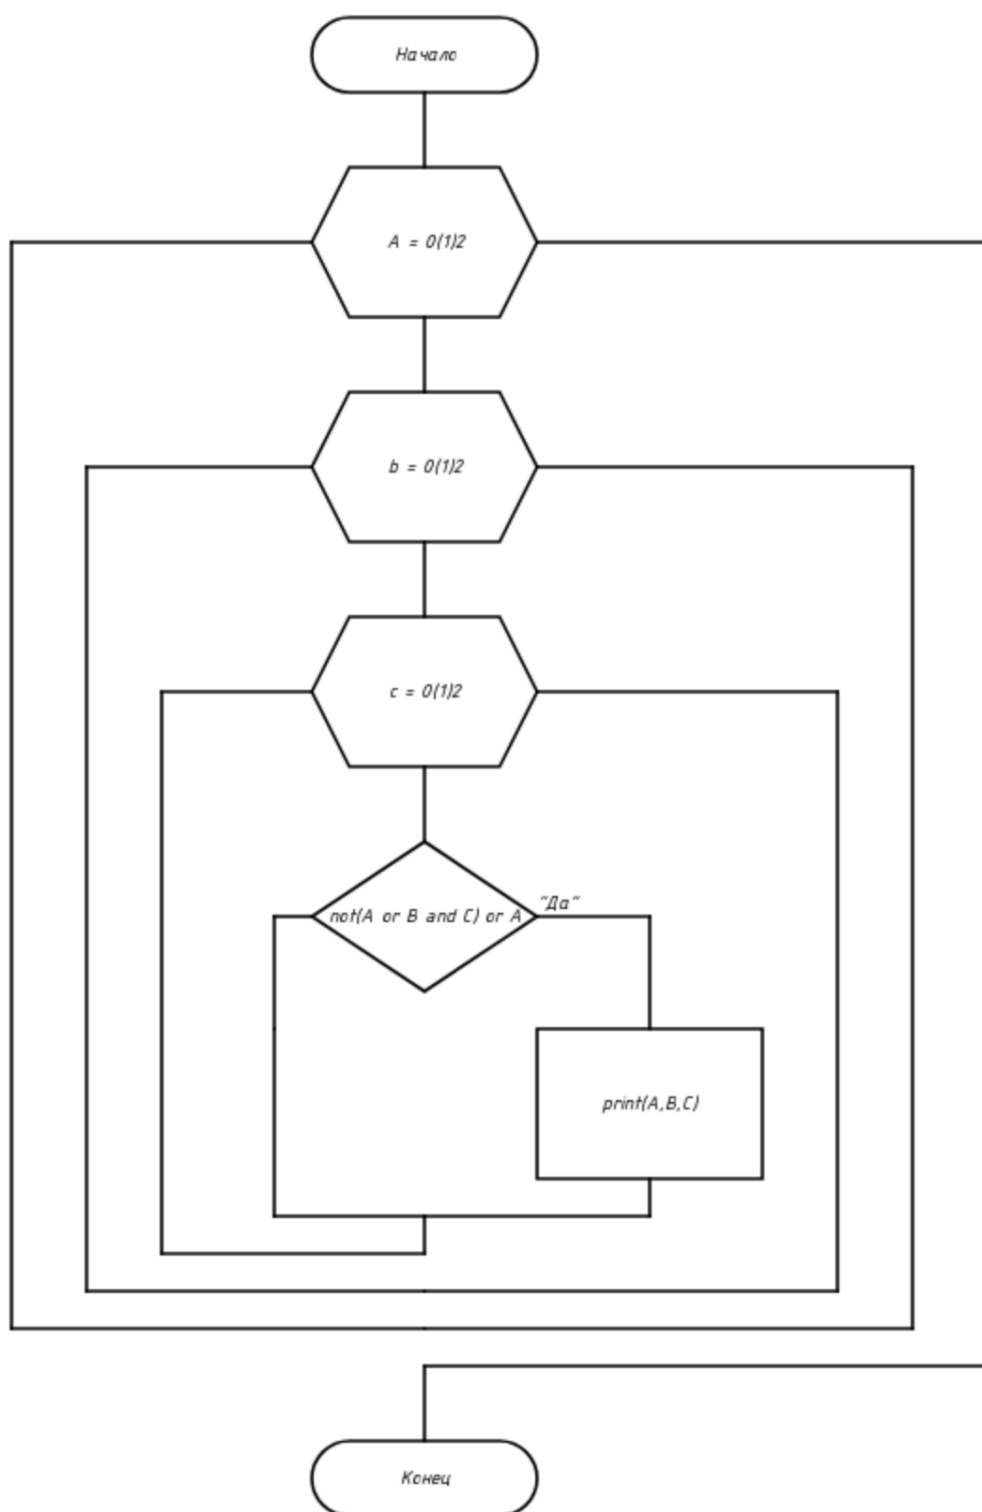 Начало
A = 0(1)2
b = 0(1)2
c = 0(1)2
not(A or B and C) or A
"Да"
print(A,B,C)
Конец